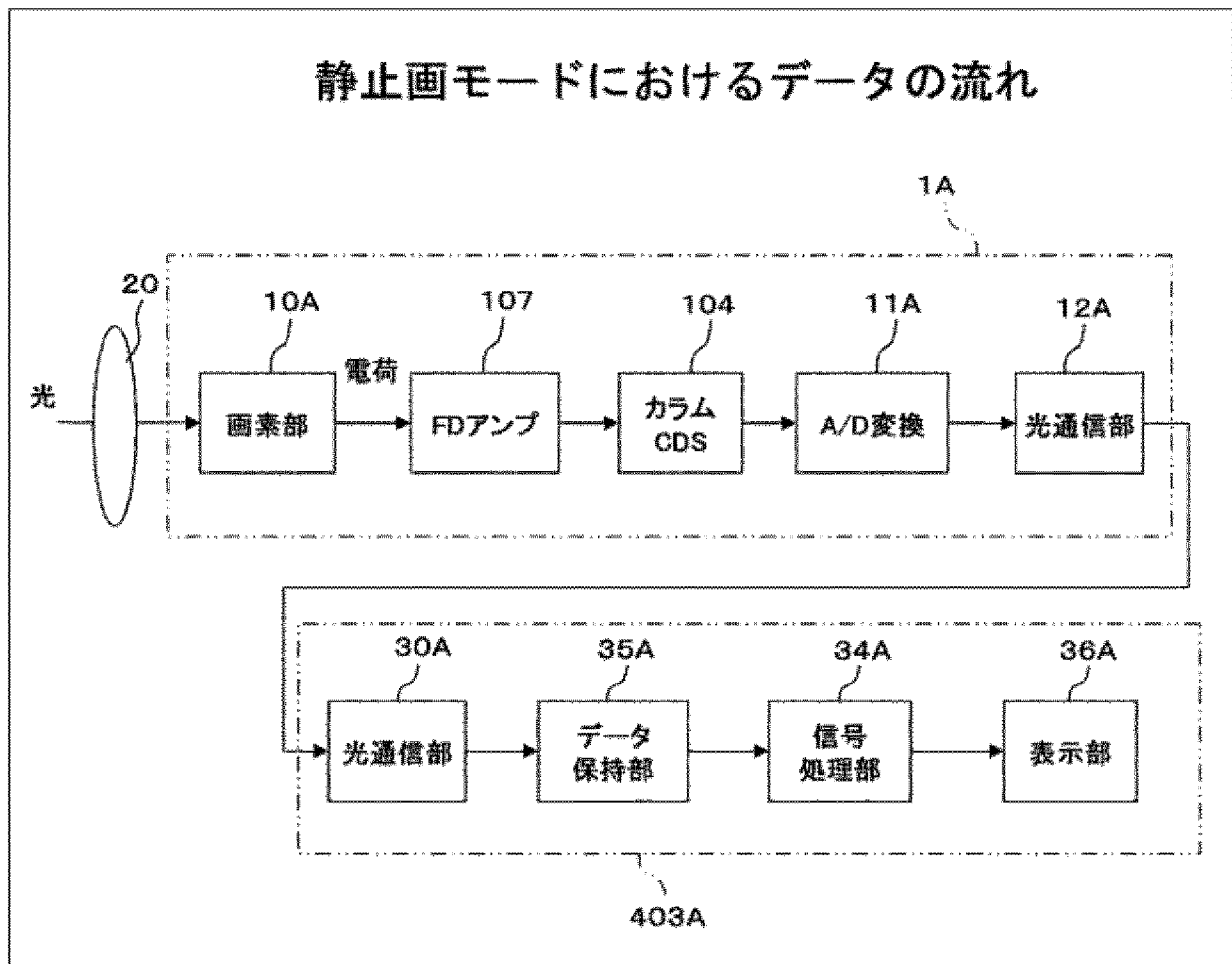 静止画モードにおけるデータの流れ
1A
20
10A
107
104
11A
12A
光
電荷
画素部
FDアンプ
カラム
CDS
A/D変換
光通信部
30A
35A
34A
36A
光通信部
データ
保持部
信号
処理部
表示部
403A